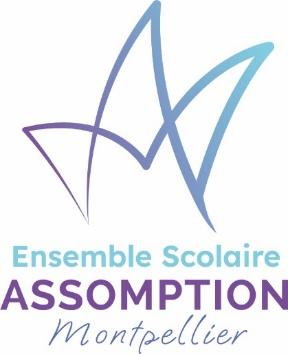 Ensemble Scolaire
ASSOMPTION
Montpellier